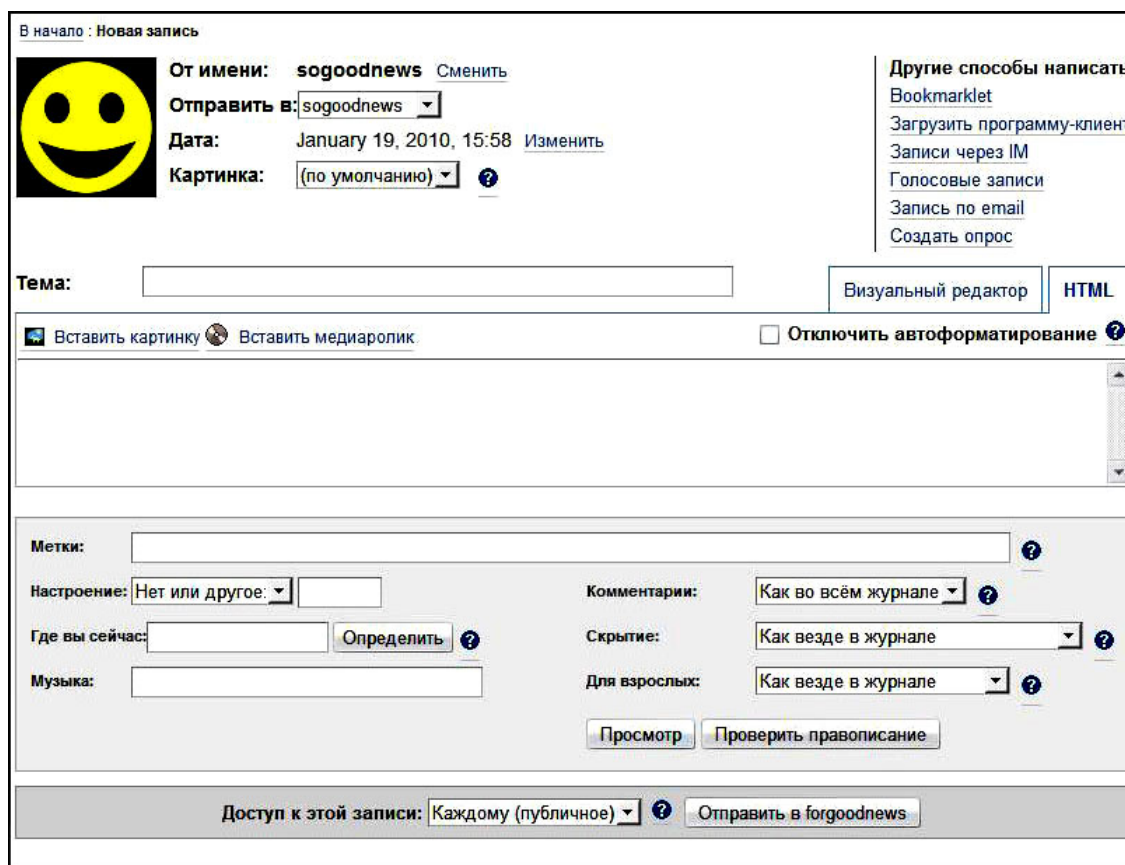 В начало : Новая запись
От имени: sogoodnews Сменить
Отправить в: sogoodnews
Дата: January 19, 2010, 15:58 Изменить
Картинка: (по умолчанию) ?
Другие способы написать
Bookmarklet
Загрузить программу-клиент
Записи через IM
Голосовые записи
Запись по email
Создать опрос
Тема:
Визуальный редактор HTML
Вставить картинку Вставить медиаролик Отключить автоформатирование ?
Метки: ?
Настроение: Нет или другое: Комментарии: Как во всём журнале ?
Где вы сейчас: Определить ? Скрытие: Как везде в журнале ?
Музыка: Для взрослых: Как везде в журнале ?
Просмотр Проверить правописание
Доступ к этой записи: Каждому (публичное) ? Отправить в forgoodnews